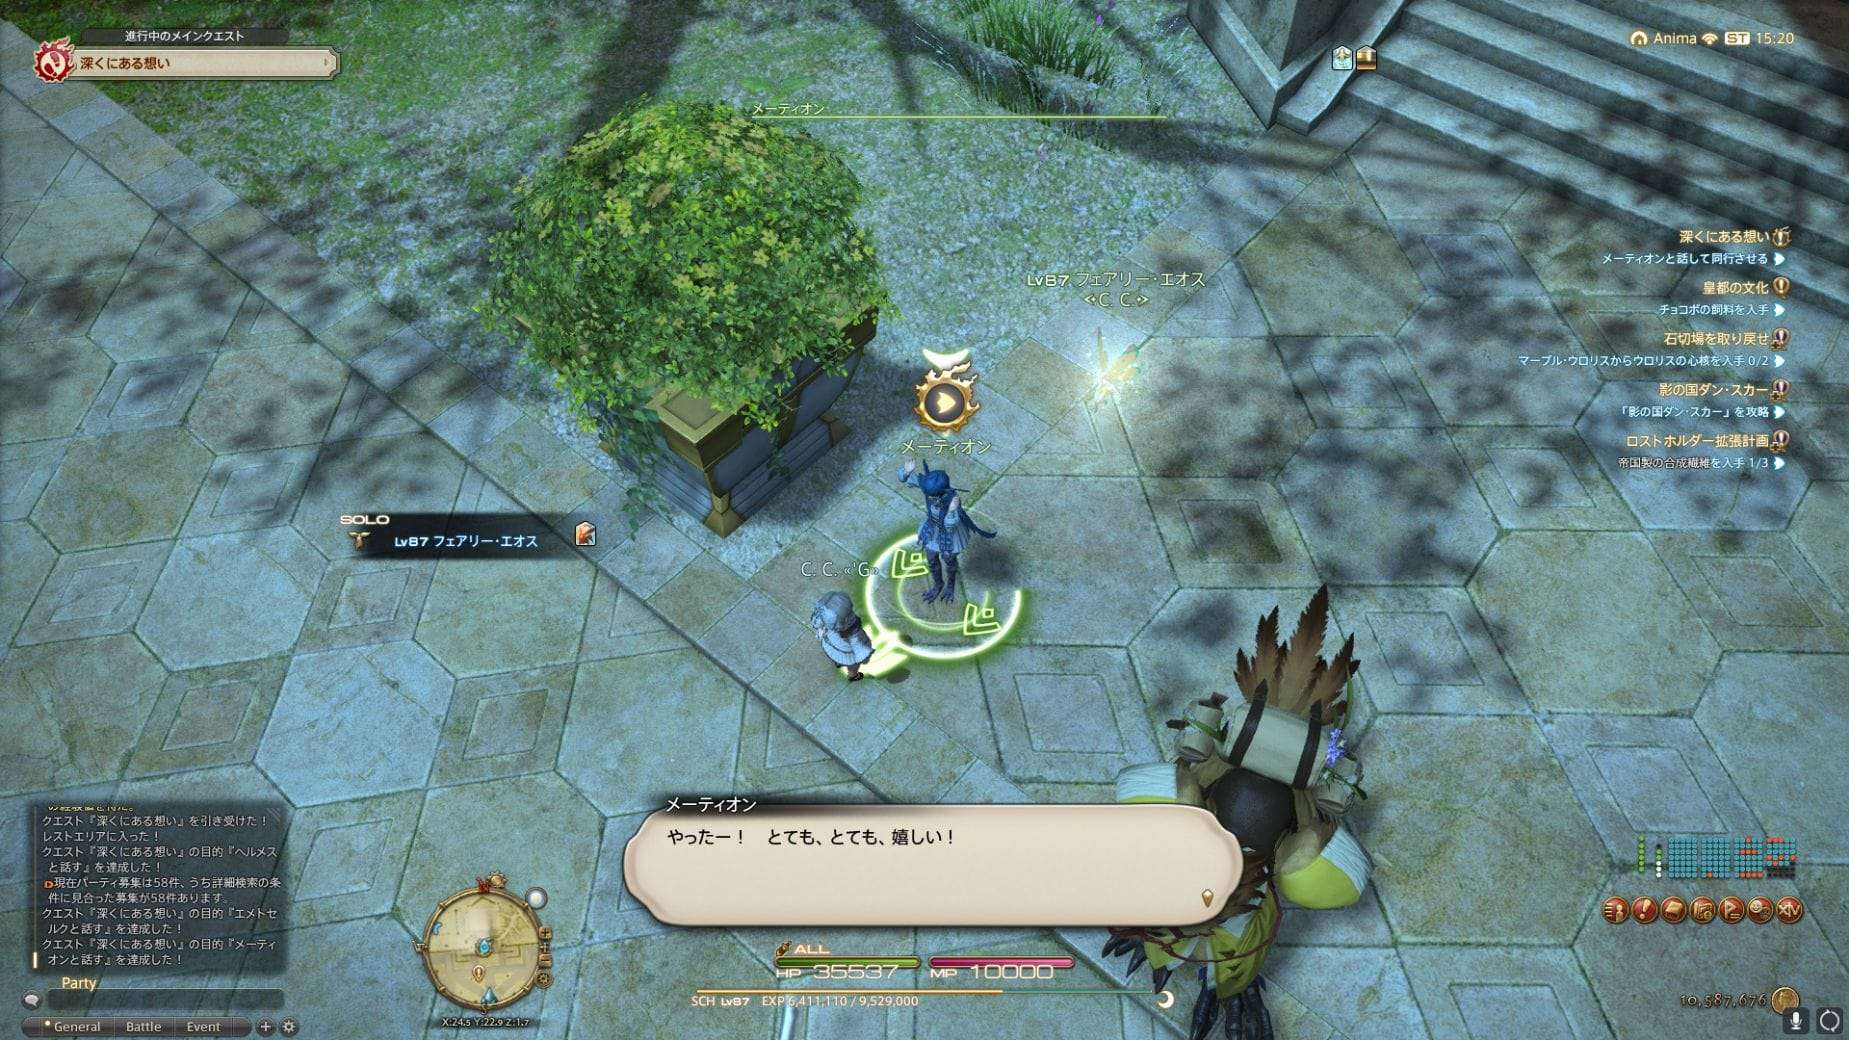 進行中のメインクエスト
深くにある想い
Anima ST 15:20
メーティオン
深くにある想い
メーティオンと話して同行させる
皇都の文化
チョコボの飼料を入手
石切場を取り戻せ
マーブル・ウロリスからウロリスの心核を入手 0/2
影の国ダン・スカー
「影の国ダン・スカー」を攻略
ロストホルダー拡張計画
帝国製の合成繊維を入手 1/3
Lv87 フェアリー・エオス
C. C.
メーティオン
SOLO
Lv87 フェアリー・エオス
C. C. «'G»
メーティオン
やったー！　とても、とても、嬉しい！
の経験値を得た。
クエスト『深くにある想い』を引き受けた！
レストエリアに入った！
クエスト『深くにある想い』の目的『ヘルメス
と話す』を達成した！
現在パーティ募集は58件、うち詳細検索の条
件に見合った募集が58件あります。
クエスト『深くにある想い』の目的『エメトセ
ルクと話す』を達成した！
クエスト『深くにある想い』の目的『メーティ
オンと話す』を達成した！
Party
General Battle Event
X:24.5 Y:22.9 Z:1.7
ALL
HP 35537 MP 10000
SCH Lv87 EXP 6,411,110 / 9,529,000
XIV
10,587,676